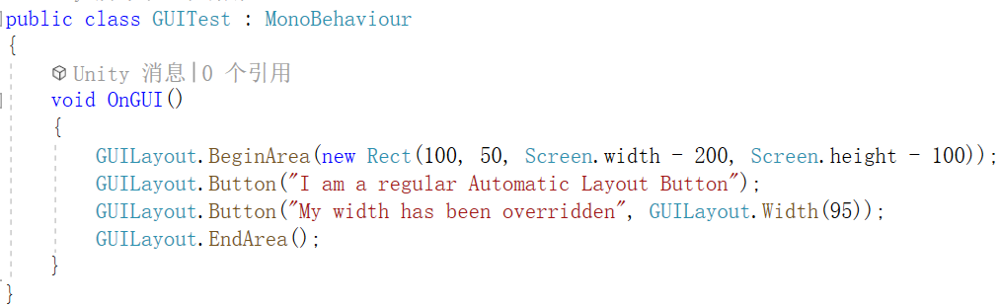 public class GUITest : MonoBehaviour
{
Unity 消息|0 个引用
void OnGUI()
{
GUILayout.BeginArea(new Rect(100, 50, Screen.width - 200, Screen.height - 100));
GUILayout.Button("I am a regular Automatic Layout Button");
GUILayout.Button("My width has been overridden", GUILayout.Width(95));
GUILayout.EndArea();
}
}